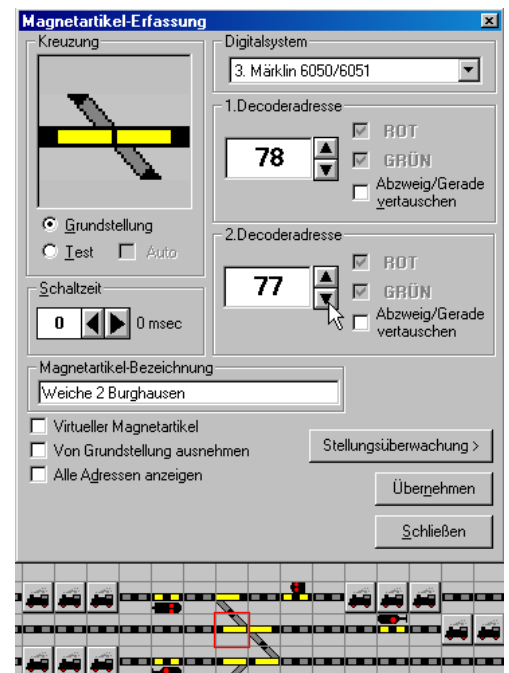 Magnetartikel-Erfassung
Kreuzung
Grundstellung
Test Auto
Schaltzeit
0 0 msec
Digitalsystem
3. Märklin 6050/6051
1.Decoderadresse
78
ROT
GRÜN
Abzweig/Gerade
vertauschen
2.Decoderadresse
77
ROT
GRÜN
Abzweig/Gerade
vertauschen
Magnetartikel-Bezeichnung
Weiche 2 Burghausen
Virtueller Magnetartikel
Von Grundstellung ausnehmen
Alle Adressen anzeigen
Stellungsüberwachung >
Übernehmen
Schließen